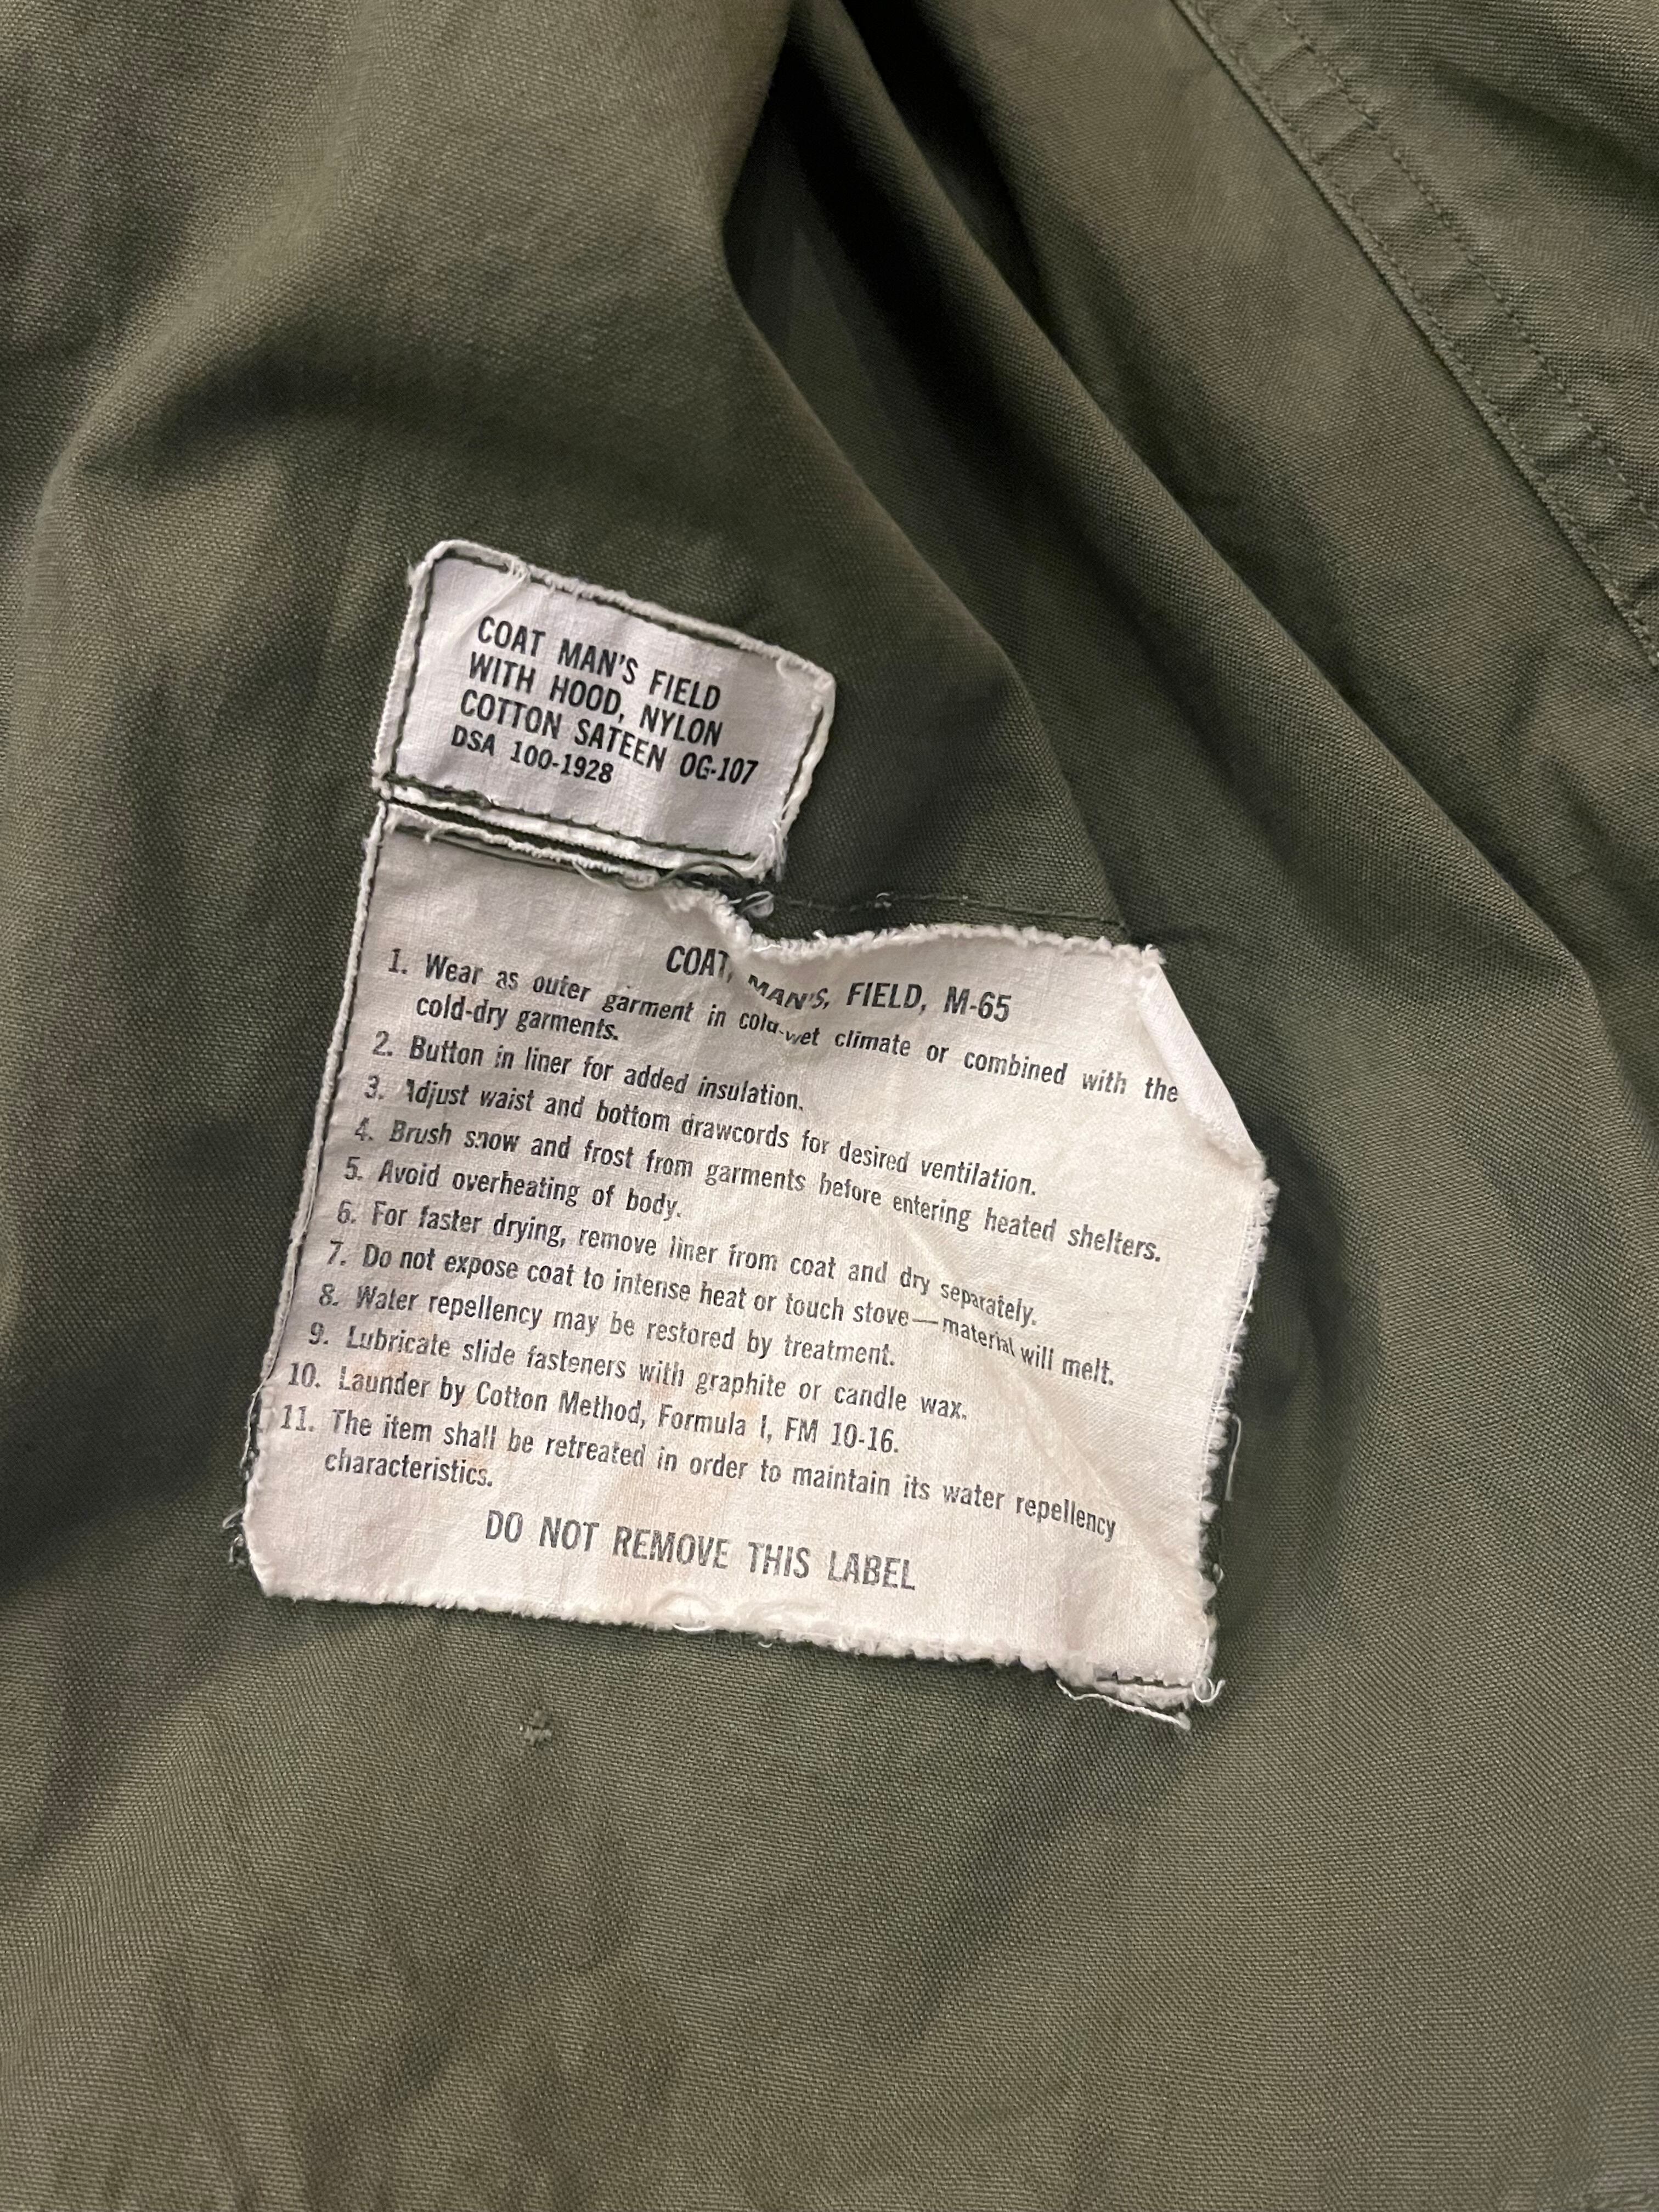 COAT MAN'S FIELD
WITH HOOD, NYLON
COTTON SATEEN OG-107
DSA 100-1928
COAT, MAN'S, FIELD, M-65
1. Wear as outer garment in cold-wet climate or combined with the
cold-dry garments.
2. Button in liner for added insulation.
3. Adjust waist and bottom drawcords for desired ventilation.
4. Brush snow and frost from garments before entering heated shelters.
5. Avoid overheating of body.
6. For faster drying, remove liner from coat and dry separately.
7. Do not expose coat to intense heat or touch stove—material will melt.
8. Water repellency may be restored by treatment.
9. Lubricate slide fasteners with graphite or candle wax.
10. Launder by Cotton Method, Formula I, FM 10-16.
11. The item shall be retreated in order to maintain its water repellency
characteristics.
DO NOT REMOVE THIS LABEL